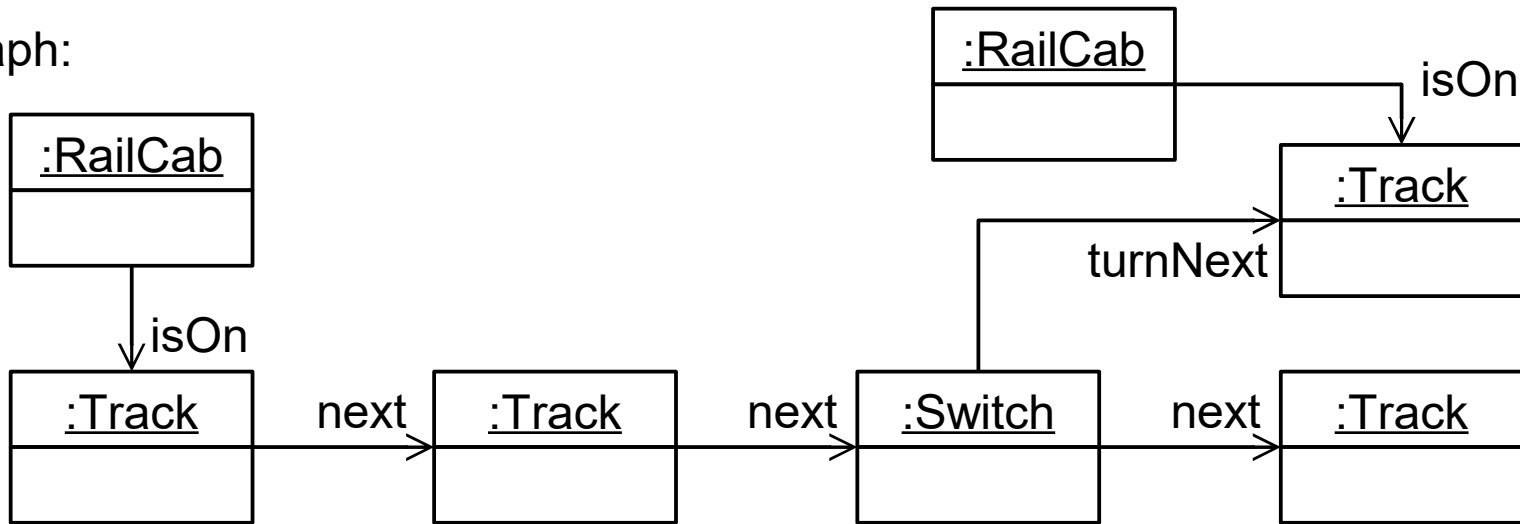 aph:
:RailCab
isOn
:RailCab
:Track
turnNext
isOn
:Track
next
:Track
next
:Switch
next
:Track